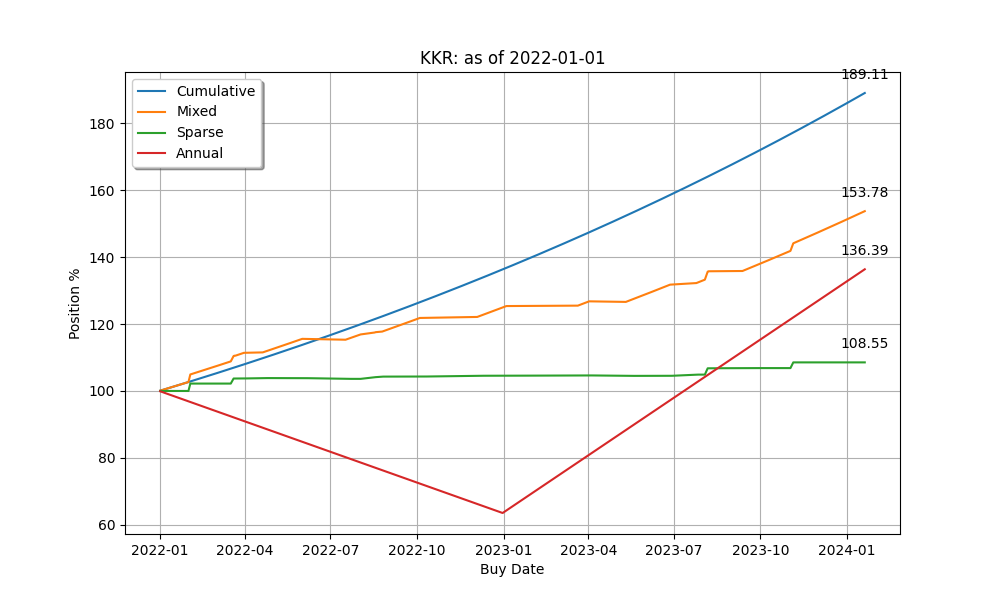 KKR: as of 2022-01-01
189.11
Cumulative
Mixed
Sparse
Annual
153.78
136.39
108.55
180
160
140
120
100
80
60
Position %
2022-01 2022-04 2022-07 2022-10 2023-01 2023-04 2023-07 2023-10 2024-01
Buy Date